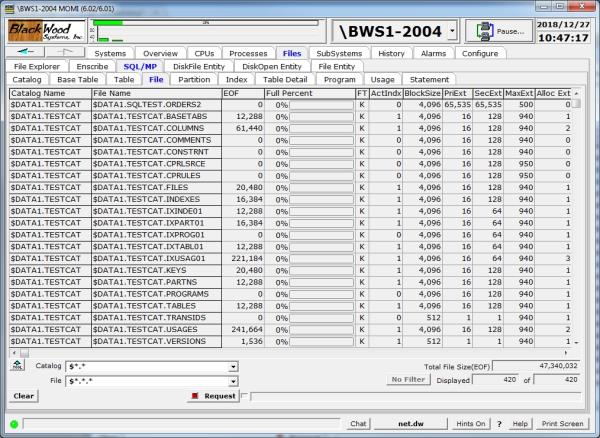 \BWS1-2004 MOMI (6.02/6.01)
BlackWood Systems, Inc.
\BWS1-2004
Pause...
2018/12/27
10:47:17
Systems Overview CPUs Processes Files SubSystems History Alarms Configure
File Explorer Enscribe SQL/MP DiskFile Entity DiskOpen Entity File Entity
Catalog Base Table Table File Partition Index Table Detail Program Usage Statement
Catalog Name File Name EOF Full Percent FT ActIndx BlockSize PriExt SecExt MaxExt Alloc Ext
$DATA1.TESTCAT $DATA1.SQLTEST.ORDERS2 0 0% K 0 4,096 65,535 65,535 500 0
$DATA1.TESTCAT $DATA1.TESTCAT.BASETABS 12,288 0% K 1 4,096 16 128 940 1
$DATA1.TESTCAT $DATA1.TESTCAT.COLUMNS 61,440 0% K 1 4,096 16 128 940 2
$DATA1.TESTCAT $DATA1.TESTCAT.COMMENTS 0 0% K 0 4,096 16 128 940 0
$DATA1.TESTCAT $DATA1.TESTCAT.CONSTRNT 0 0% K 0 4,096 16 128 940 0
$DATA1.TESTCAT $DATA1.TESTCAT.CPRLSRCE 0 0% K 0 4,096 16 128 950 0
$DATA1.TESTCAT $DATA1.TESTCAT.CPRULES 0 0% K 0 4,096 16 128 950 0
$DATA1.TESTCAT $DATA1.TESTCAT.FILES 20,480 0% K 1 4,096 16 128 940 1
$DATA1.TESTCAT $DATA1.TESTCAT.INDEXES 16,384 0% K 1 4,096 16 128 940 1
$DATA1.TESTCAT $DATA1.TESTCAT.IXINDE01 12,288 0% K 1 4,096 16 64 940 1
$DATA1.TESTCAT $DATA1.TESTCAT.IXPART01 16,384 0% K 1 4,096 16 64 940 1
$DATA1.TESTCAT $DATA1.TESTCAT.IXPROG01 0 0% K 0 4,096 16 64 940 0
$DATA1.TESTCAT $DATA1.TESTCAT.IXTABL01 12,288 0% K 1 4,096 16 64 940 1
$DATA1.TESTCAT $DATA1.TESTCAT.IXUSAG01 221,184 0% K 1 4,096 16 64 940 3
$DATA1.TESTCAT $DATA1.TESTCAT.KEYS 20,480 0% K 1 4,096 16 128 940 1
$DATA1.TESTCAT $DATA1.TESTCAT.PARTNS 12,288 0% K 1 4,096 16 128 940 1
$DATA1.TESTCAT $DATA1.TESTCAT.PROGRAMS 0 0% K 0 4,096 16 128 940 0
$DATA1.TESTCAT $DATA1.TESTCAT.TABLES 12,288 0% K 1 4,096 16 128 940 1
$DATA1.TESTCAT $DATA1.TESTCAT.TRANSIDS 0 0% K 0 512 1 1 940 0
$DATA1.TESTCAT $DATA1.TESTCAT.USAGES 241,664 0% K 1 4,096 16 128 940 2
$DATA1.TESTCAT $DATA1.TESTCAT.VERSIONS 1,536 0% K 1 512 1 1 940 1
Catalog $*.*
Total File Size(EOF) 47,340,032
File $*.*.*
No Filter Displayed 420 of 420
Clear Request
Chat net.dw Hints On ? Help Print Screen